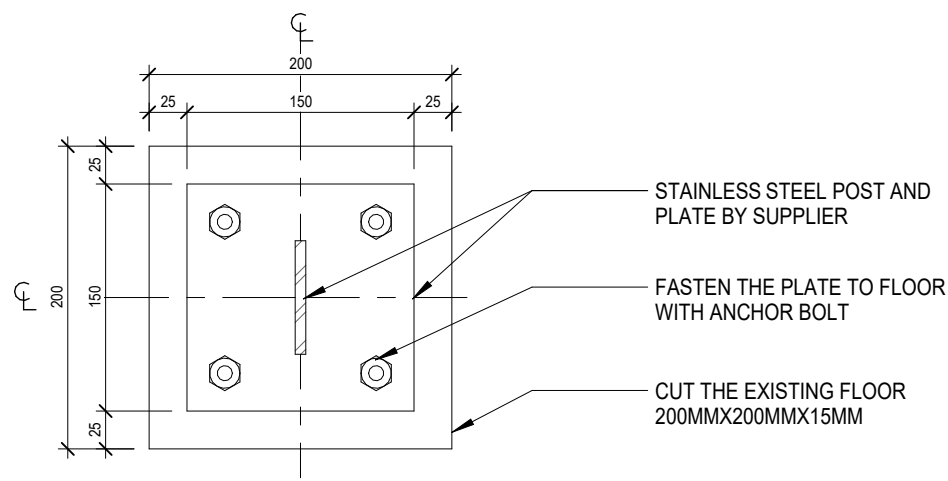 ℄
200
25 150 25
25
℄ 200 150
25
STAINLESS STEEL POST AND
PLATE BY SUPPLIER
FASTEN THE PLATE TO FLOOR
WITH ANCHOR BOLT
CUT THE EXISTING FLOOR
200MMX200MMX15MM